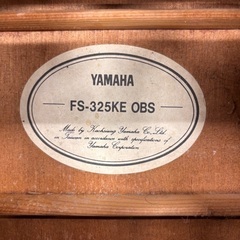 YAMAHA
FS-325KE OBS
Made by Kaohsiung Yamaha Co., Ltd.
in Taiwan in accordance with specifications of
Yamaha Corporation